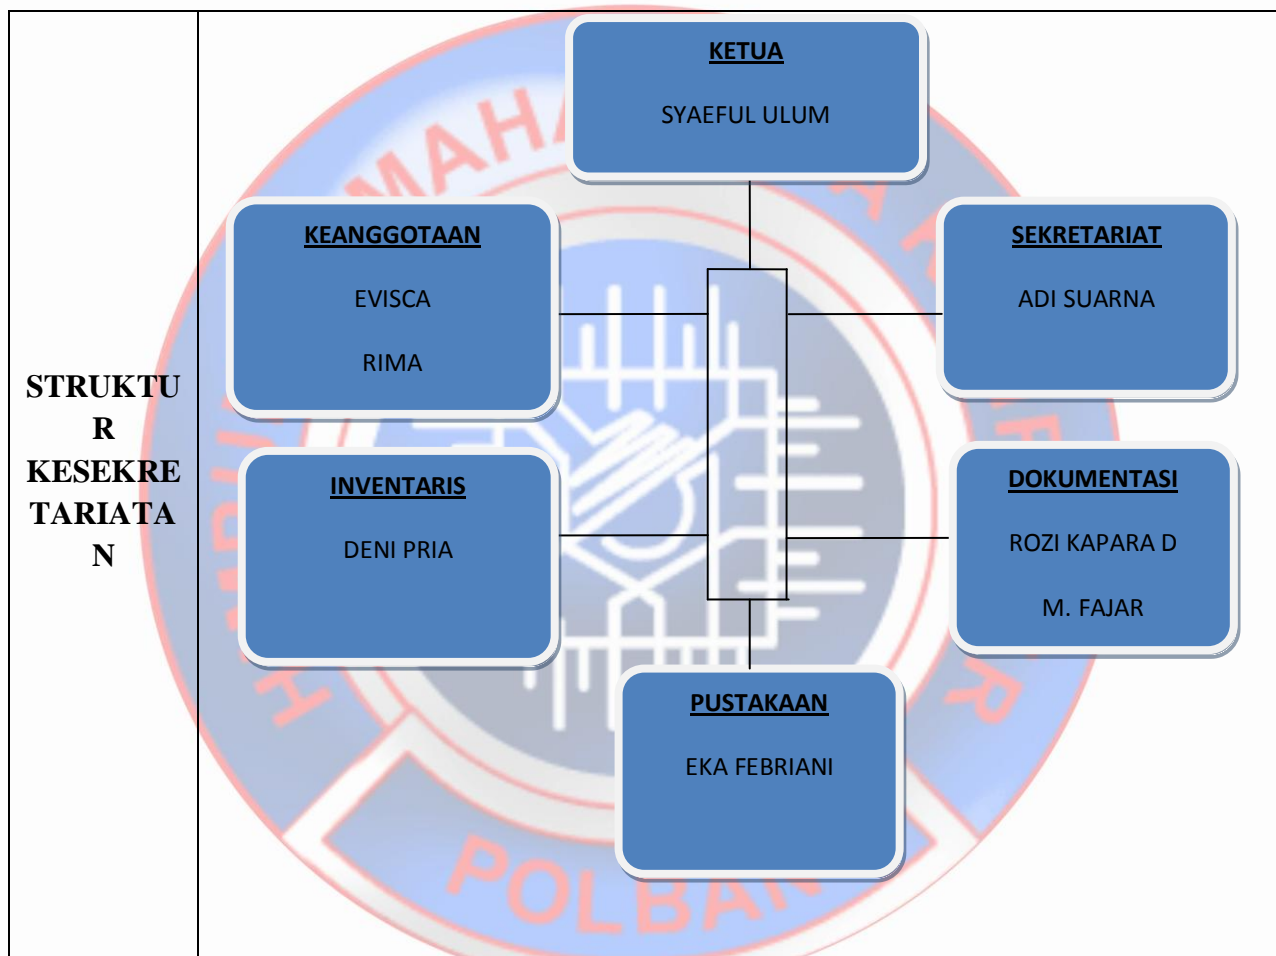 STRUKTU
R
KESEKRE
TARIATA
N
KETUA
SYAEFUL ULUM
KEANGGOTAAN
EVISCA
RIMA
SEKRETARIAT
ADI SUARNA
INVENTARIS
DENI PRIA
DOKUMENTASI
ROZI KAPARA D
M. FAJAR
PUSTAKAAN
EKA FEBRIANI
POLBAN